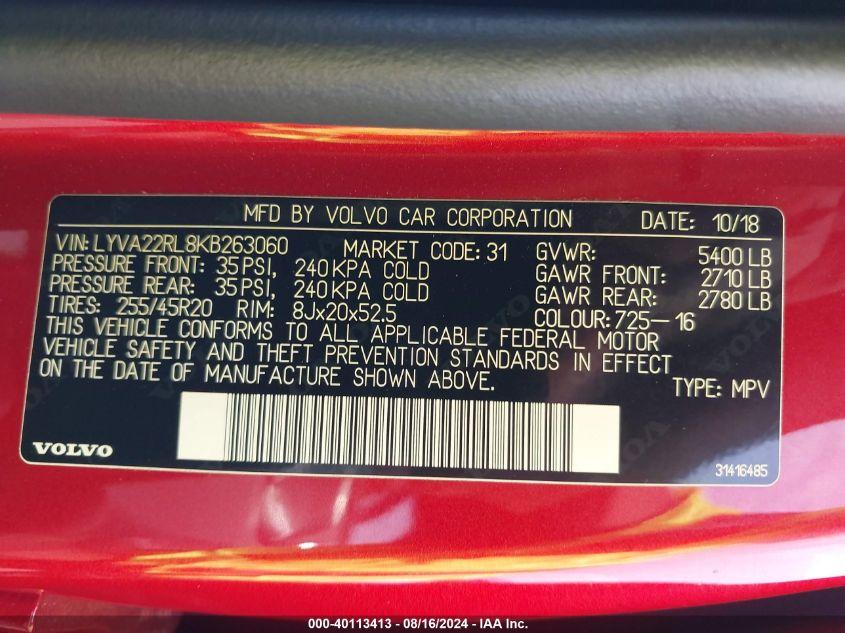 MFD BY VOLVO CAR CORPORATION DATE: 10/18
VIN: LYVA22RL8KB263060 MARKET CODE: 31 GVWR: 5400 LB
PRESSURE FRONT: 35 PSI, 240 KPA COLD GAWR FRONT: 2710 LB
PRESSURE REAR: 35 PSI, 240 KPA COLD GAWR REAR: 2780 LB
TIRES: 255/45R20 RIM: 8Jx20x52.5 COLOUR: 725-16
THIS VEHICLE CONFORMS TO ALL APPLICABLE FEDERAL MOTOR
VEHICLE SAFETY AND THEFT PREVENTION STANDARDS IN EFFECT
ON THE DATE OF MANUFACTURE SHOWN ABOVE. TYPE: MPV
VOLVO
31416485
000-40113413 - 08/16/2024 - IAA Inc.